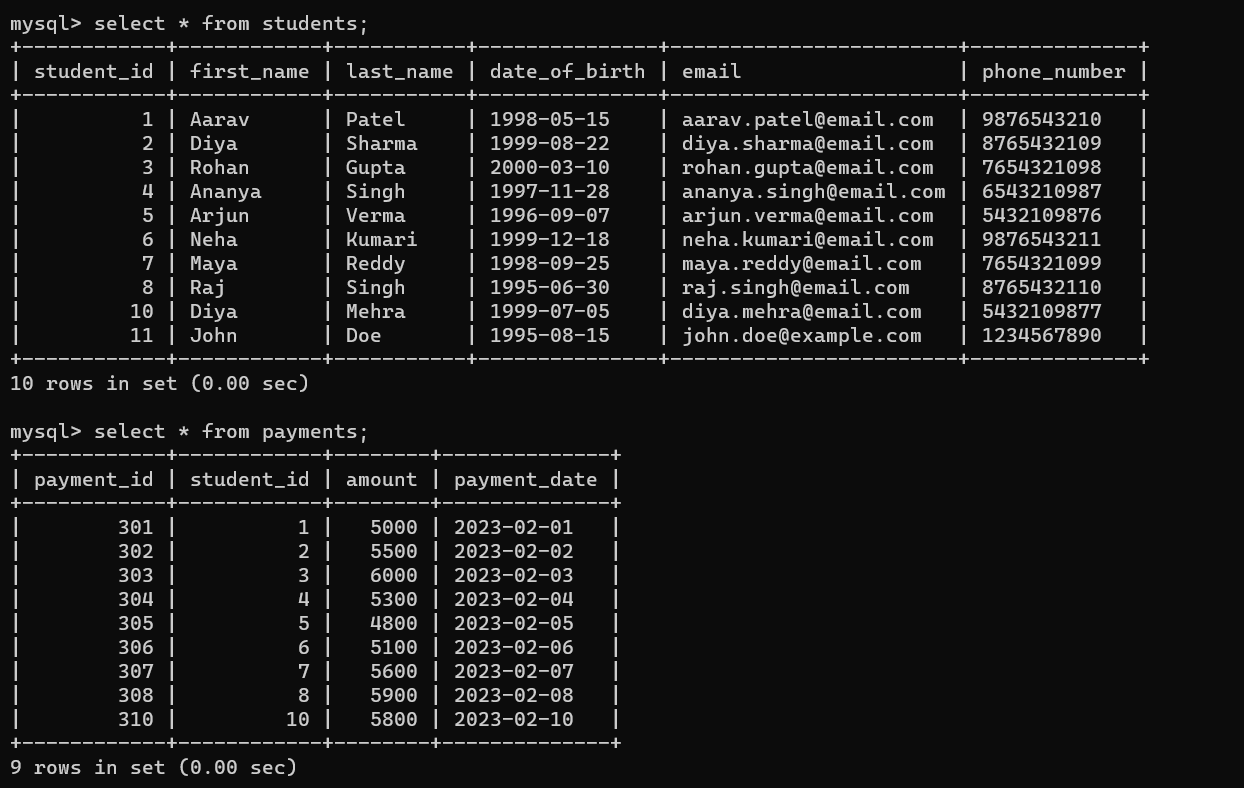 mysql> select * from students;
+------------+------------+-----------+---------------+------------------------+--------------+
| student_id | first_name | last_name | date_of_birth | email                  | phone_number |
+------------+------------+-----------+---------------+------------------------+--------------+
|          1 | Aarav      | Patel     | 1998-05-15    | aarav.patel@email.com  | 9876543210   |
|          2 | Diya       | Sharma    | 1999-08-22    | diya.sharma@email.com  | 8765432109   |
|          3 | Rohan      | Gupta     | 2000-03-10    | rohan.gupta@email.com  | 7654321098   |
|          4 | Ananya     | Singh     | 1997-11-28    | ananya.singh@email.com | 6543210987   |
|          5 | Arjun      | Verma     | 1996-09-07    | arjun.verma@email.com  | 5432109876   |
|          6 | Neha       | Kumari    | 1999-12-18    | neha.kumari@email.com  | 9876543211   |
|          7 | Maya       | Reddy     | 1998-09-25    | maya.reddy@email.com   | 7654321099   |
|          8 | Raj        | Singh     | 1995-06-30    | raj.singh@email.com    | 8765432110   |
|         10 | Diya       | Mehra     | 1999-07-05    | diya.mehra@email.com   | 5432109877   |
|         11 | John       | Doe       | 1995-08-15    | john.doe@example.com   | 1234567890   |
+------------+------------+-----------+---------------+------------------------+--------------+
10 rows in set (0.00 sec)

mysql> select * from payments;
+------------+------------+--------+--------------+
| payment_id | student_id | amount | payment_date |
+------------+------------+--------+--------------+
|        301 |          1 |   5000 | 2023-02-01   |
|        302 |          2 |   5500 | 2023-02-02   |
|        303 |          3 |   6000 | 2023-02-03   |
|        304 |          4 |   5300 | 2023-02-04   |
|        305 |          5 |   4800 | 2023-02-05   |
|        306 |          6 |   5100 | 2023-02-06   |
|        307 |          7 |   5600 | 2023-02-07   |
|        308 |          8 |   5900 | 2023-02-08   |
|        310 |         10 |   5800 | 2023-02-10   |
+------------+------------+--------+--------------+
9 rows in set (0.00 sec)